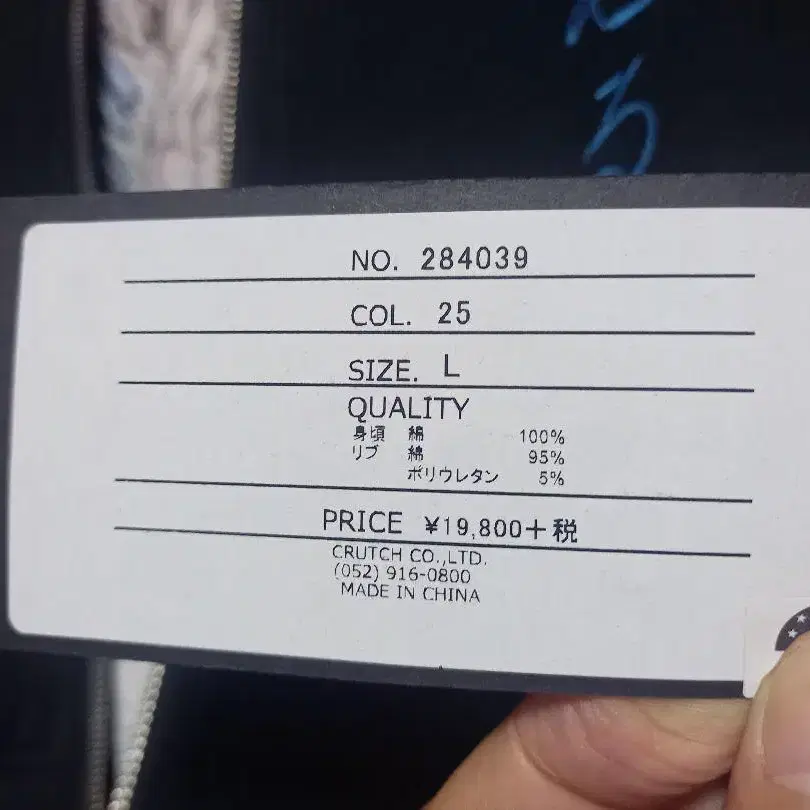 る
NO. 284039
COL. 25
SIZE. L
QUALITY
身頃 綿 100%
リブ 綿 95%
ポリウレタン 5%
PRICE ¥19,800+税
CRUTCH CO.,LTD.
(052) 916-0800
MADE IN CHINA